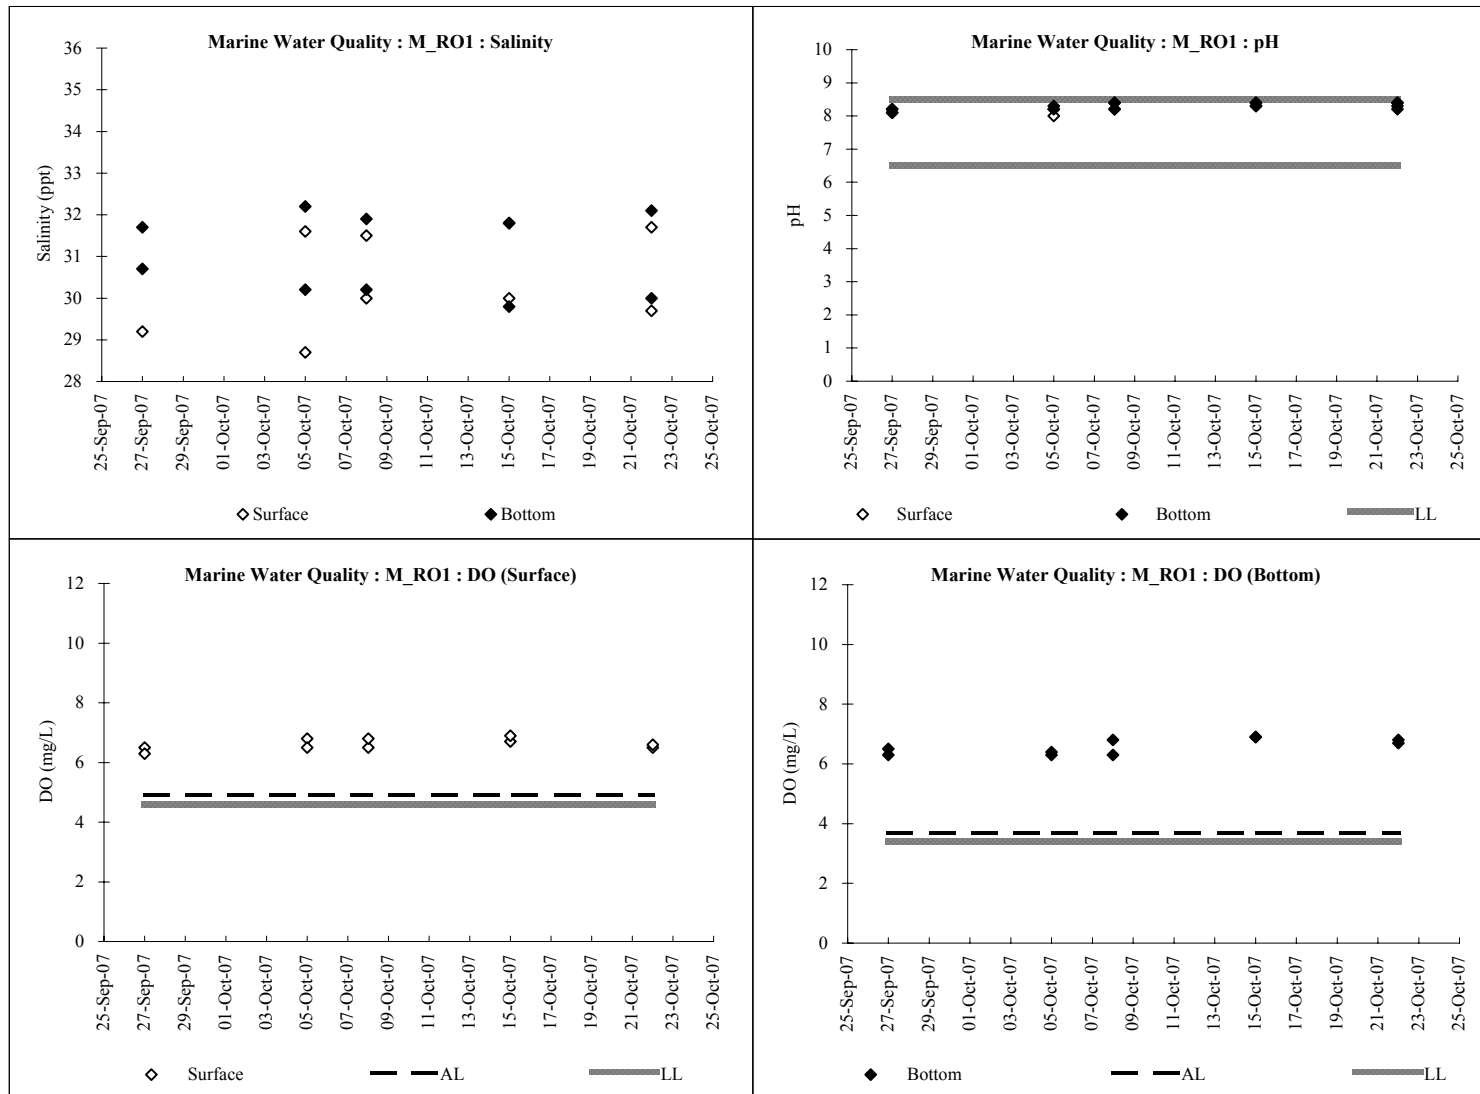 Marine Water Quality : M_RO1 : Salinity
36
35
34
33
32
31
30
29
28
Salinity (ppt)
25-Sep-07
27-Sep-07
29-Sep-07
01-Oct-07
03-Oct-07
05-Oct-07
07-Oct-07
09-Oct-07
11-Oct-07
13-Oct-07
15-Oct-07
17-Oct-07
19-Oct-07
21-Oct-07
23-Oct-07
25-Oct-07
Surface Bottom
Marine Water Quality : M_RO1 : pH
10
9
8
7
6
5
4
3
2
1
0
pH
25-Sep-07
27-Sep-07
29-Sep-07
01-Oct-07
03-Oct-07
05-Oct-07
07-Oct-07
09-Oct-07
11-Oct-07
13-Oct-07
15-Oct-07
17-Oct-07
19-Oct-07
21-Oct-07
23-Oct-07
25-Oct-07
Surface Bottom LL
Marine Water Quality : M_RO1 : DO (Surface)
12
10
8
6
4
2
0
DO (mg/L)
25-Sep-07
27-Sep-07
29-Sep-07
01-Oct-07
03-Oct-07
05-Oct-07
07-Oct-07
09-Oct-07
11-Oct-07
13-Oct-07
15-Oct-07
17-Oct-07
19-Oct-07
21-Oct-07
23-Oct-07
25-Oct-07
Surface AL LL
Marine Water Quality : M_RO1 : DO (Bottom)
12
10
8
6
4
2
0
DO (mg/L)
25-Sep-07
27-Sep-07
29-Sep-07
01-Oct-07
03-Oct-07
05-Oct-07
07-Oct-07
09-Oct-07
11-Oct-07
13-Oct-07
15-Oct-07
17-Oct-07
19-Oct-07
21-Oct-07
23-Oct-07
25-Oct-07
Bottom AL LL